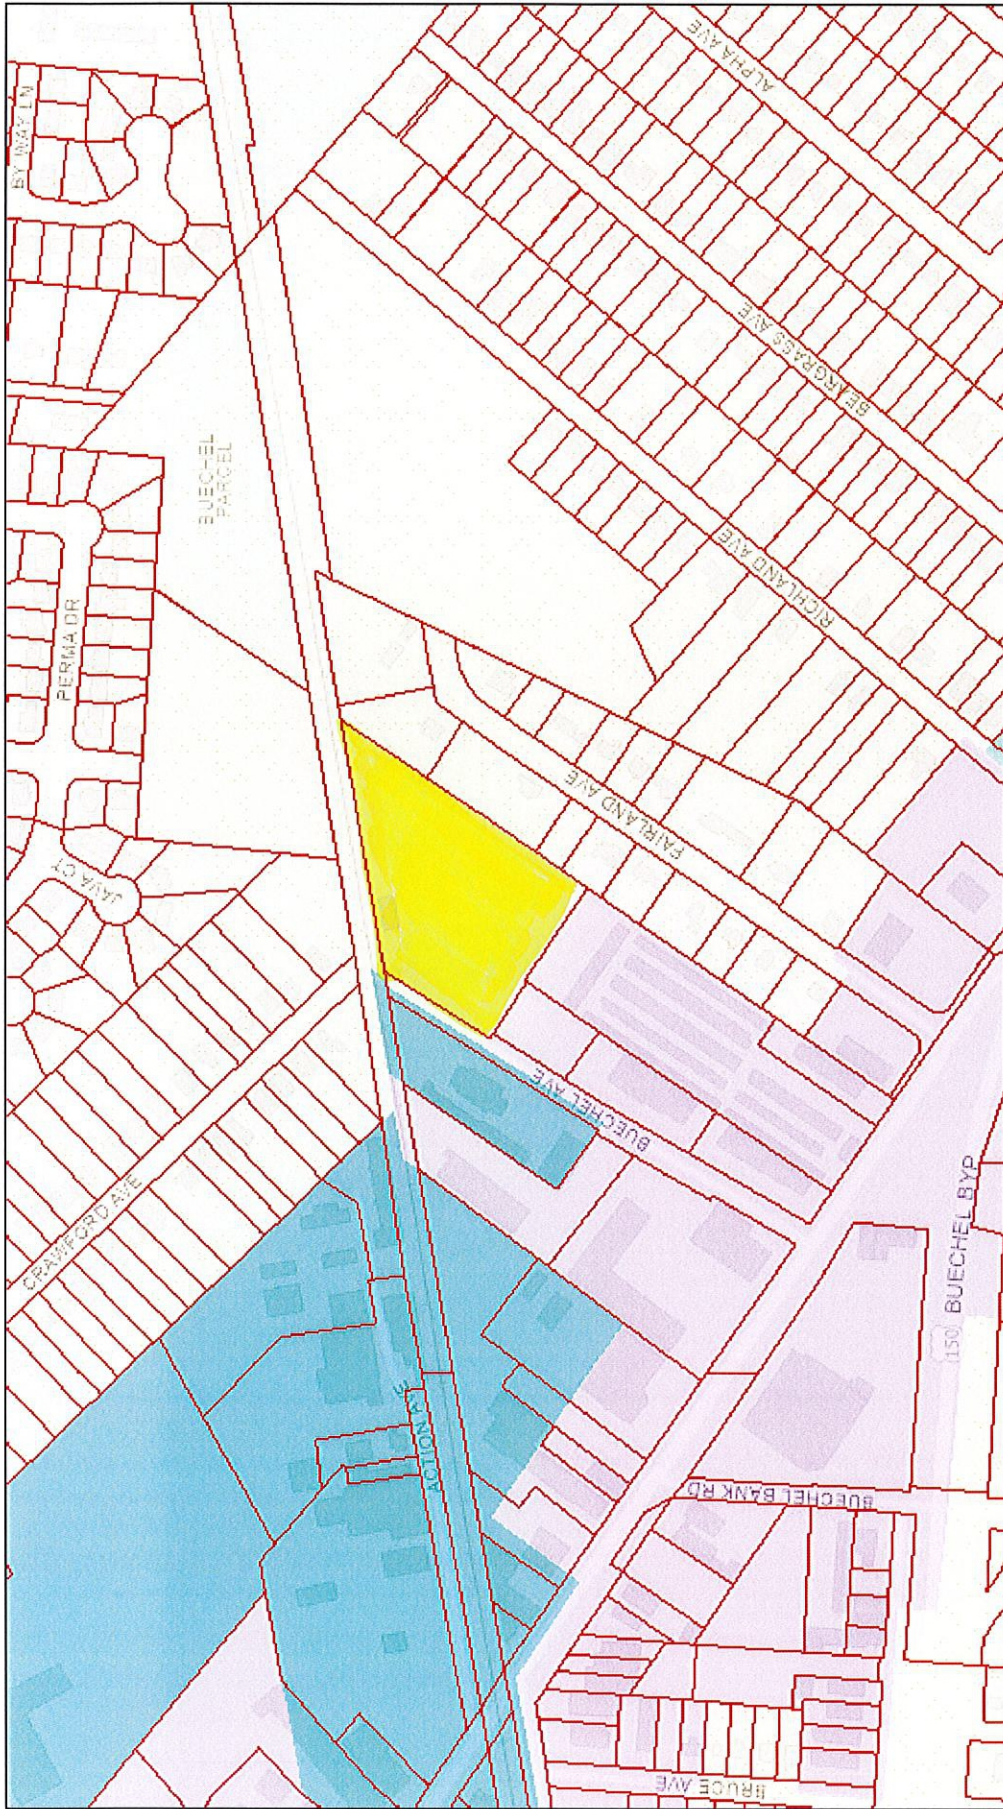 ALPHA AVE
BY WAY LN
BEARGRASS AVE
BUECHEL
PARCEL
RICHLAND AVE
PERMA DR
FAIRLAND AVE
JAVA CT
BUECHEL AVE
CRAWFORD AVE
150 BUECHEL BYP
ACTION AVE
BUECHEL BANK RD
BRUCE AVE